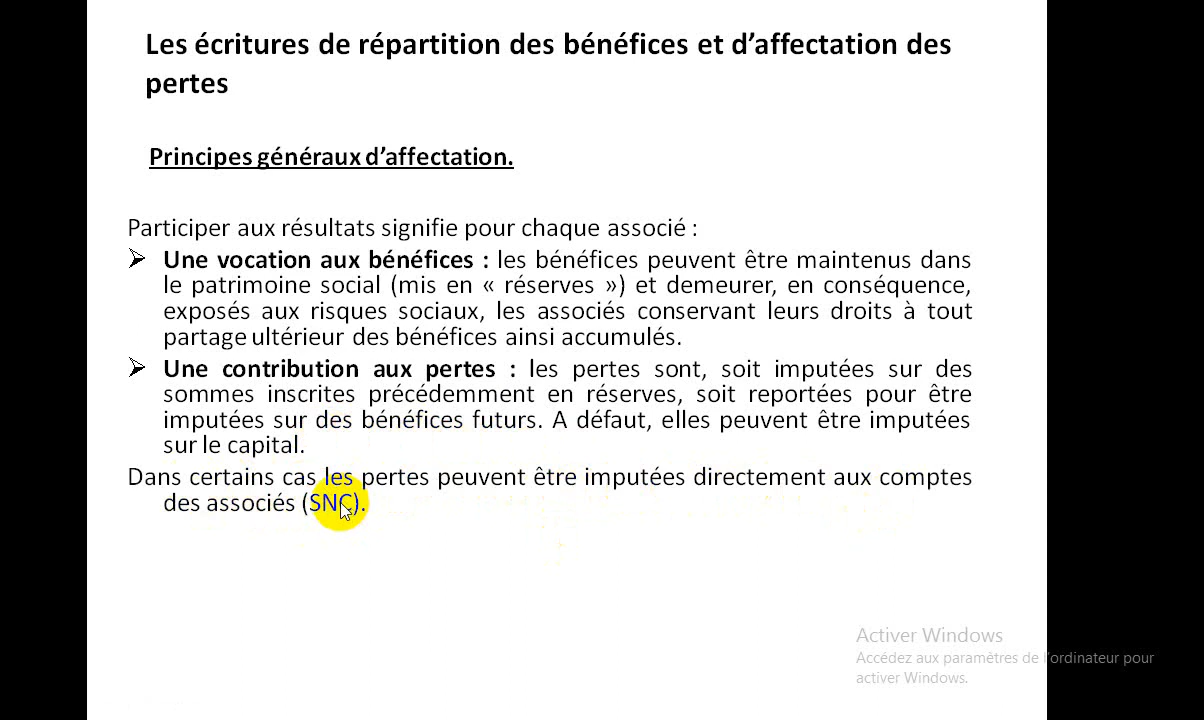 Les écritures de répartition des bénéfices et d'affectation des
pertes
Principes généraux d'affectation.
Participer aux résultats signifie pour chaque associé :
Une vocation aux bénéfices : les bénéfices peuvent être maintenus dans
le patrimoine social (mis en « réserves ») et demeurer, en conséquence,
exposés aux risques sociaux, les associés conservant leurs droits à tout
partage ultérieur des bénéfices ainsi accumulés.
Une contribution aux pertes : les pertes sont, soit imputées sur des
sommes inscrites précédemment en réserves, soit reportées pour être
imputées sur des bénéfices futurs. A défaut, elles peuvent être imputées
sur le capital.
Dans certains cas les pertes peuvent être imputées directement aux comptes
des associés (SNC).
Activer Windows
Accédez aux paramètres de l'ordinateur pour
activer Windows.